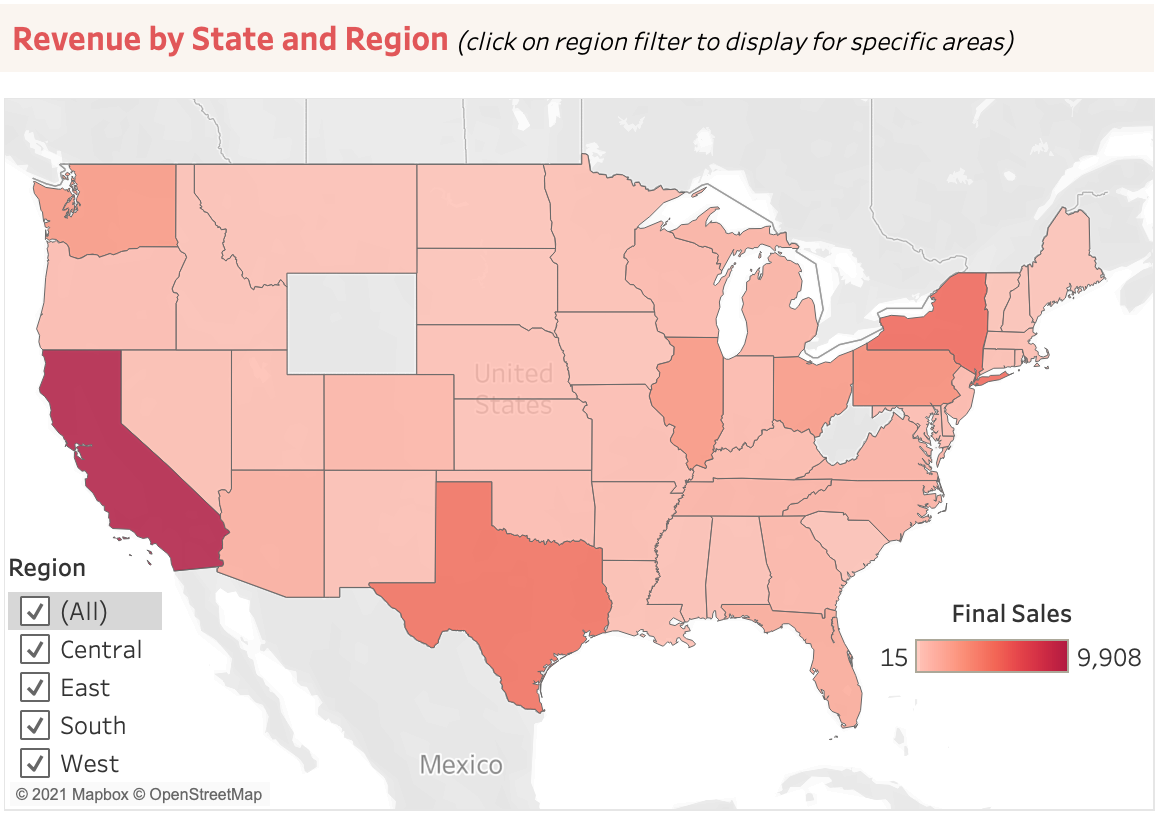 Revenue by State and Region (click on region filter to display for specific areas)
United
States
Region
(All)
Central
East
South
West
Final Sales
15
9,908
Mexico
© 2021 Mapbox © OpenStreetMap